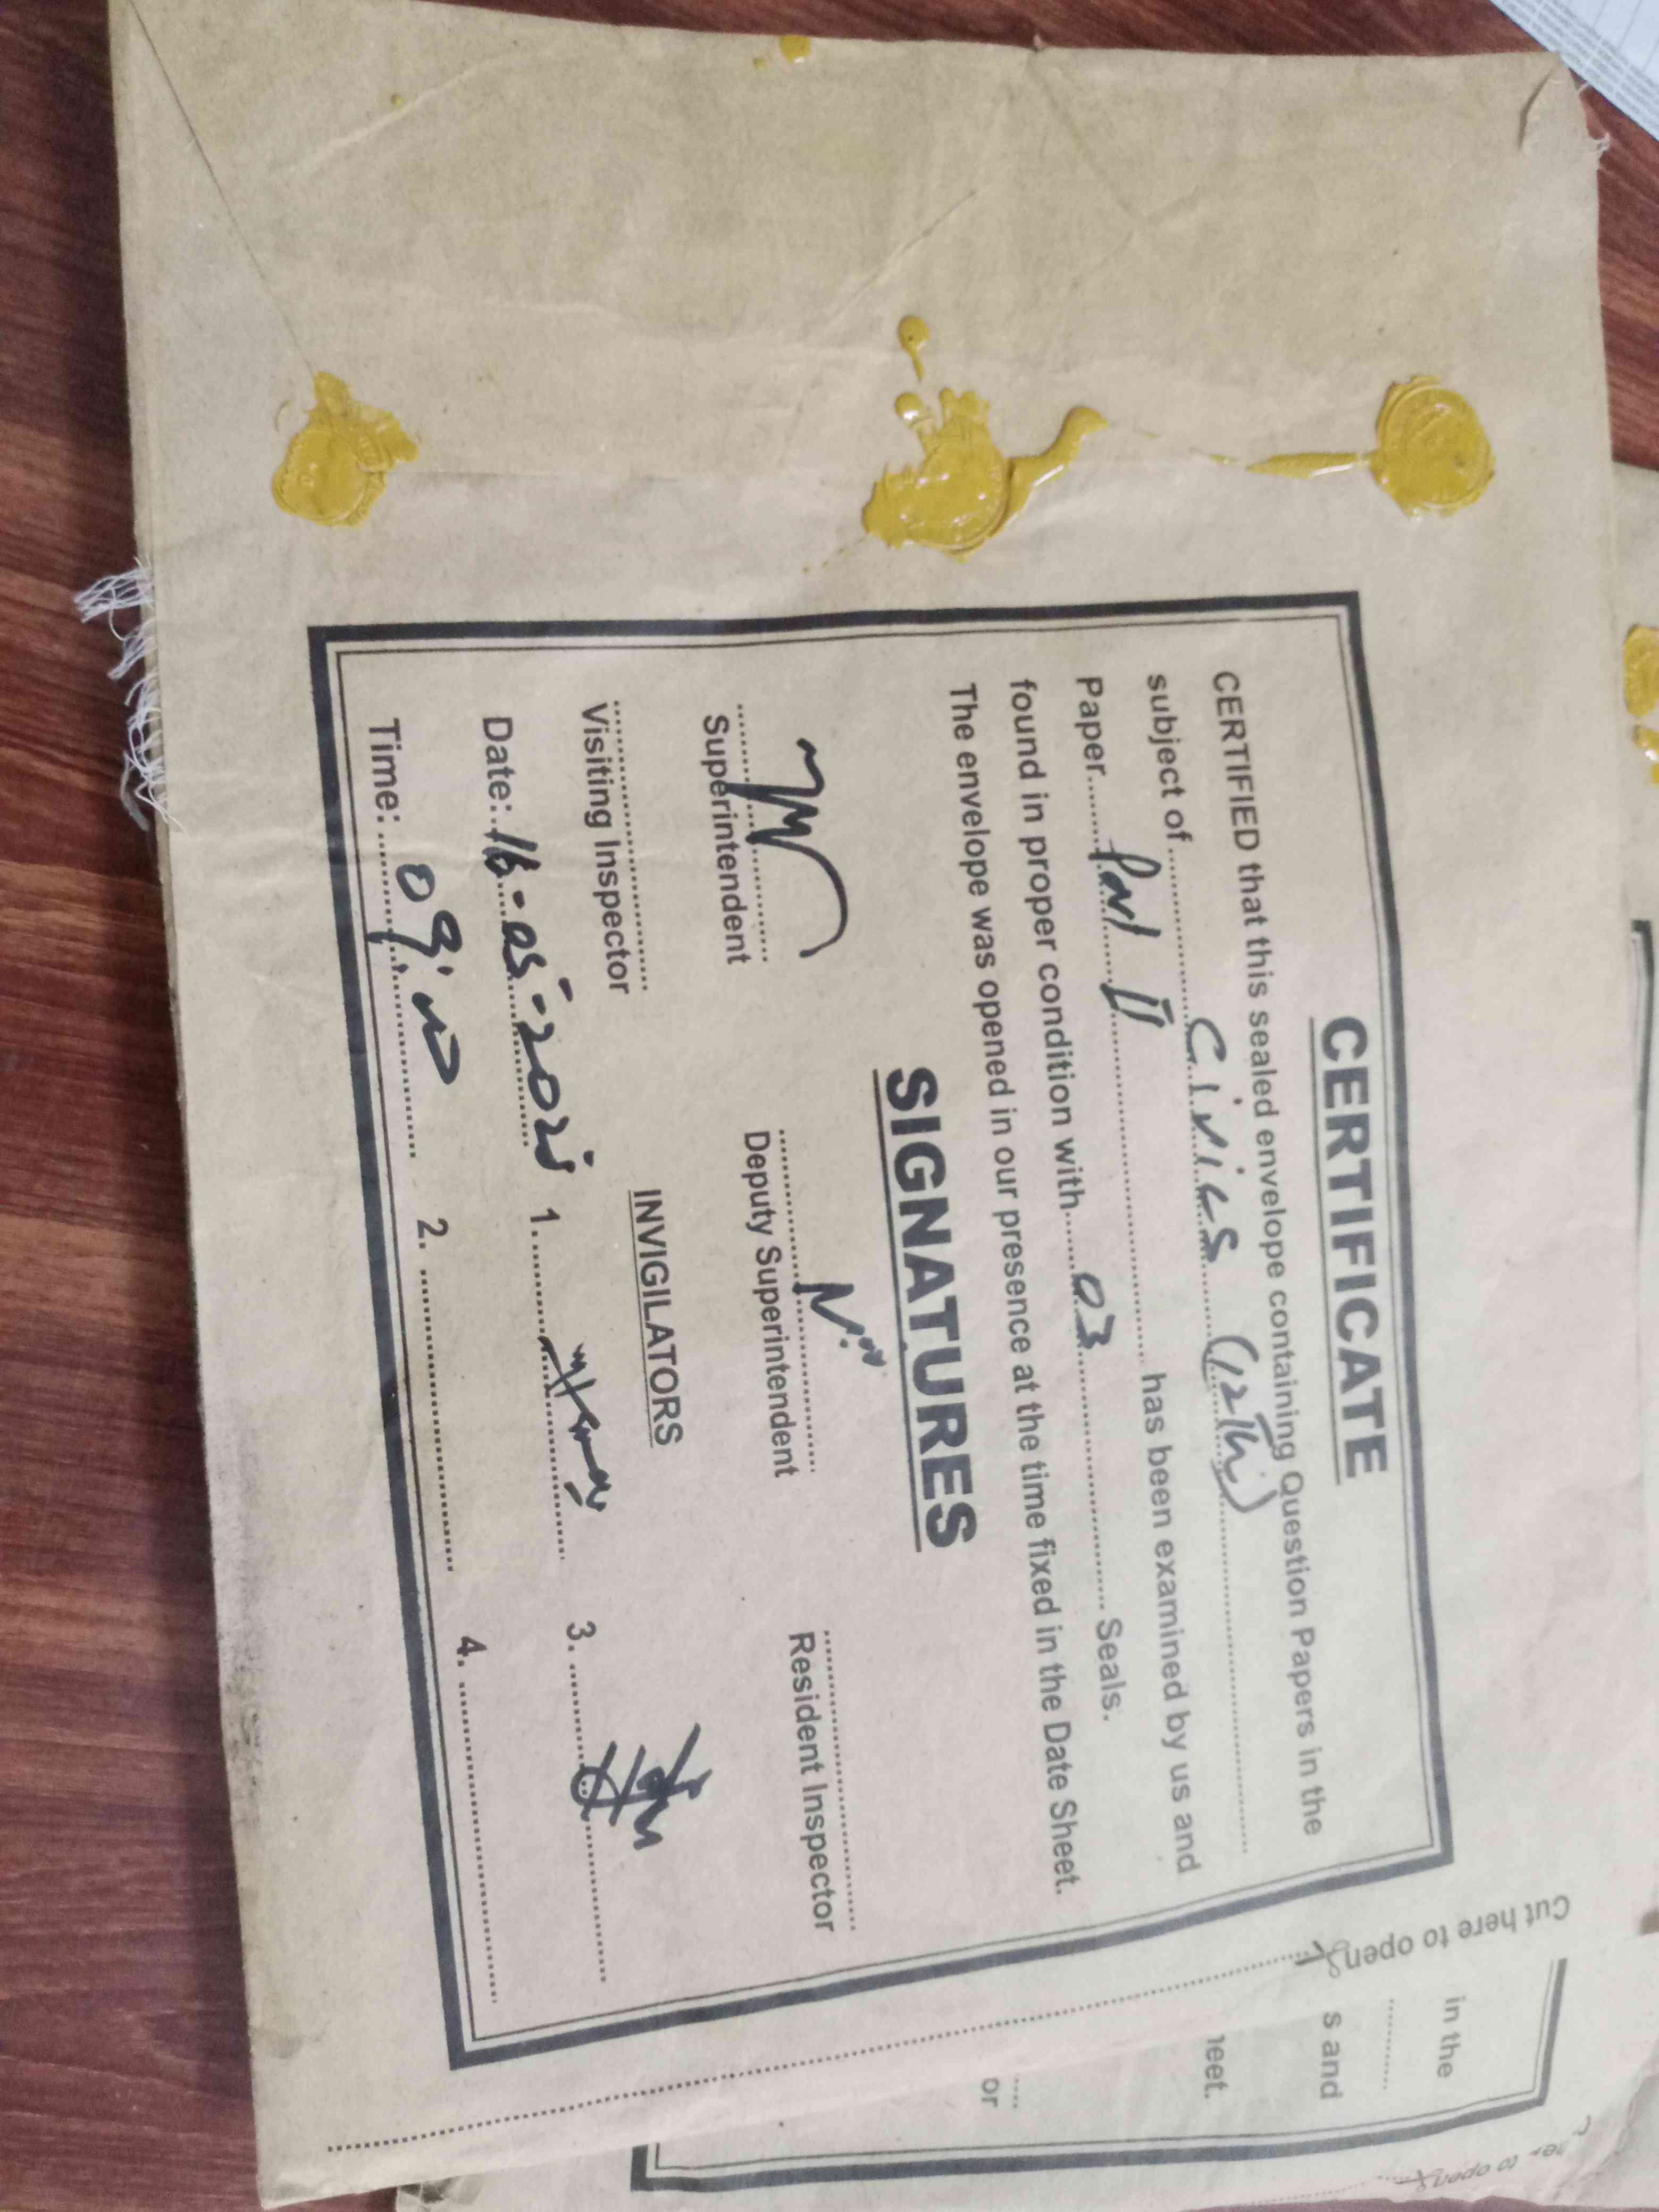 CERTIFICATE
CERTIFIED that this sealed envelope containing Question Papers in the
subject of.......Civics (12th).......
Paper......Part II.......has been examined by us and
found in proper condition with......03.......Seals.
The envelope was opened in our presence at the time fixed in the Date Sheet.
SIGNATURES
Superintendent
Deputy Superintendent
Resident Inspector
Visiting Inspector
INVIGILATORS
Date: 16-05-2025
1.
3.
Time:
2.
4.
Cut here to open
in the
s and
heet.
or
to open